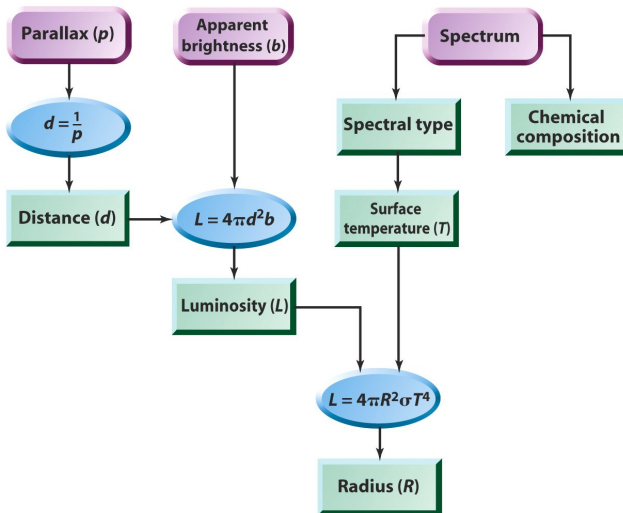 Parallax (p)
Apparent
brightness (b)
Spectrum
d = 1/p
Spectral type
Chemical
composition
Distance (d)
L = 4πd²b
Surface
temperature (T)
Luminosity (L)
L = 4πR²σT⁴
Radius (R)